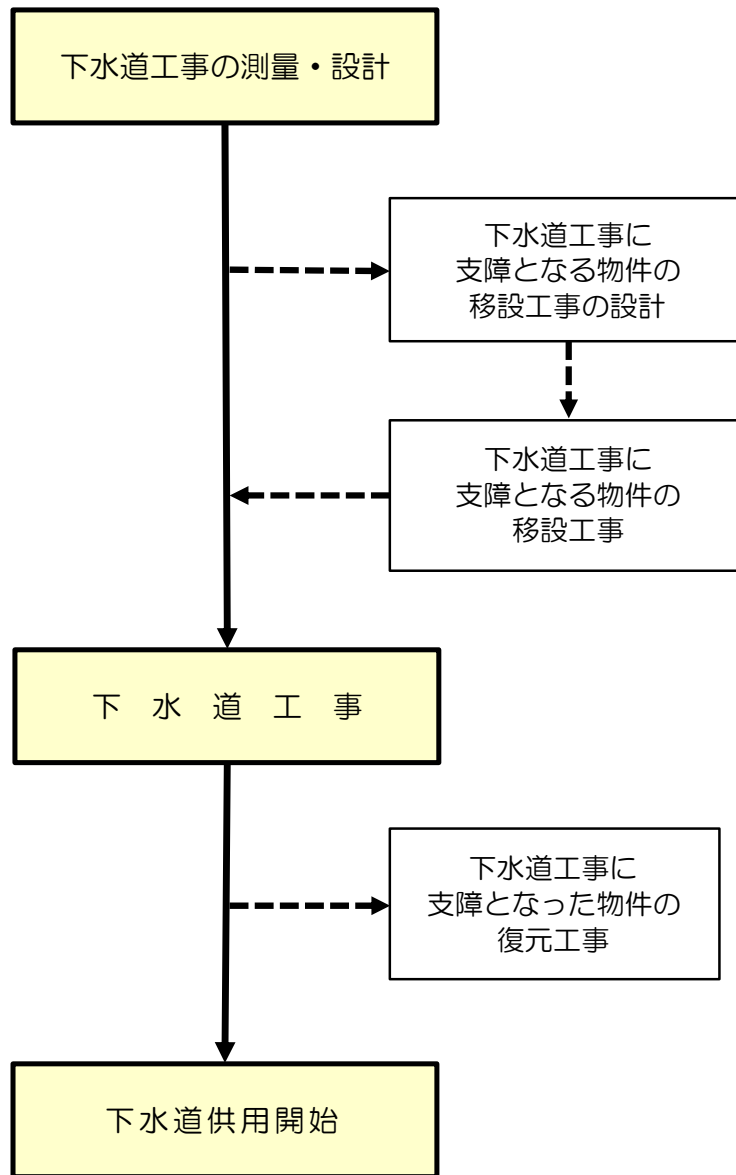 下水道工事の測量・設計
下水道工事に
支障となる物件の
移設工事の設計
下水道工事に
支障となる物件の
移設工事
下水道工事
下水道工事に
支障となった物件の
復元工事
下水道供用開始